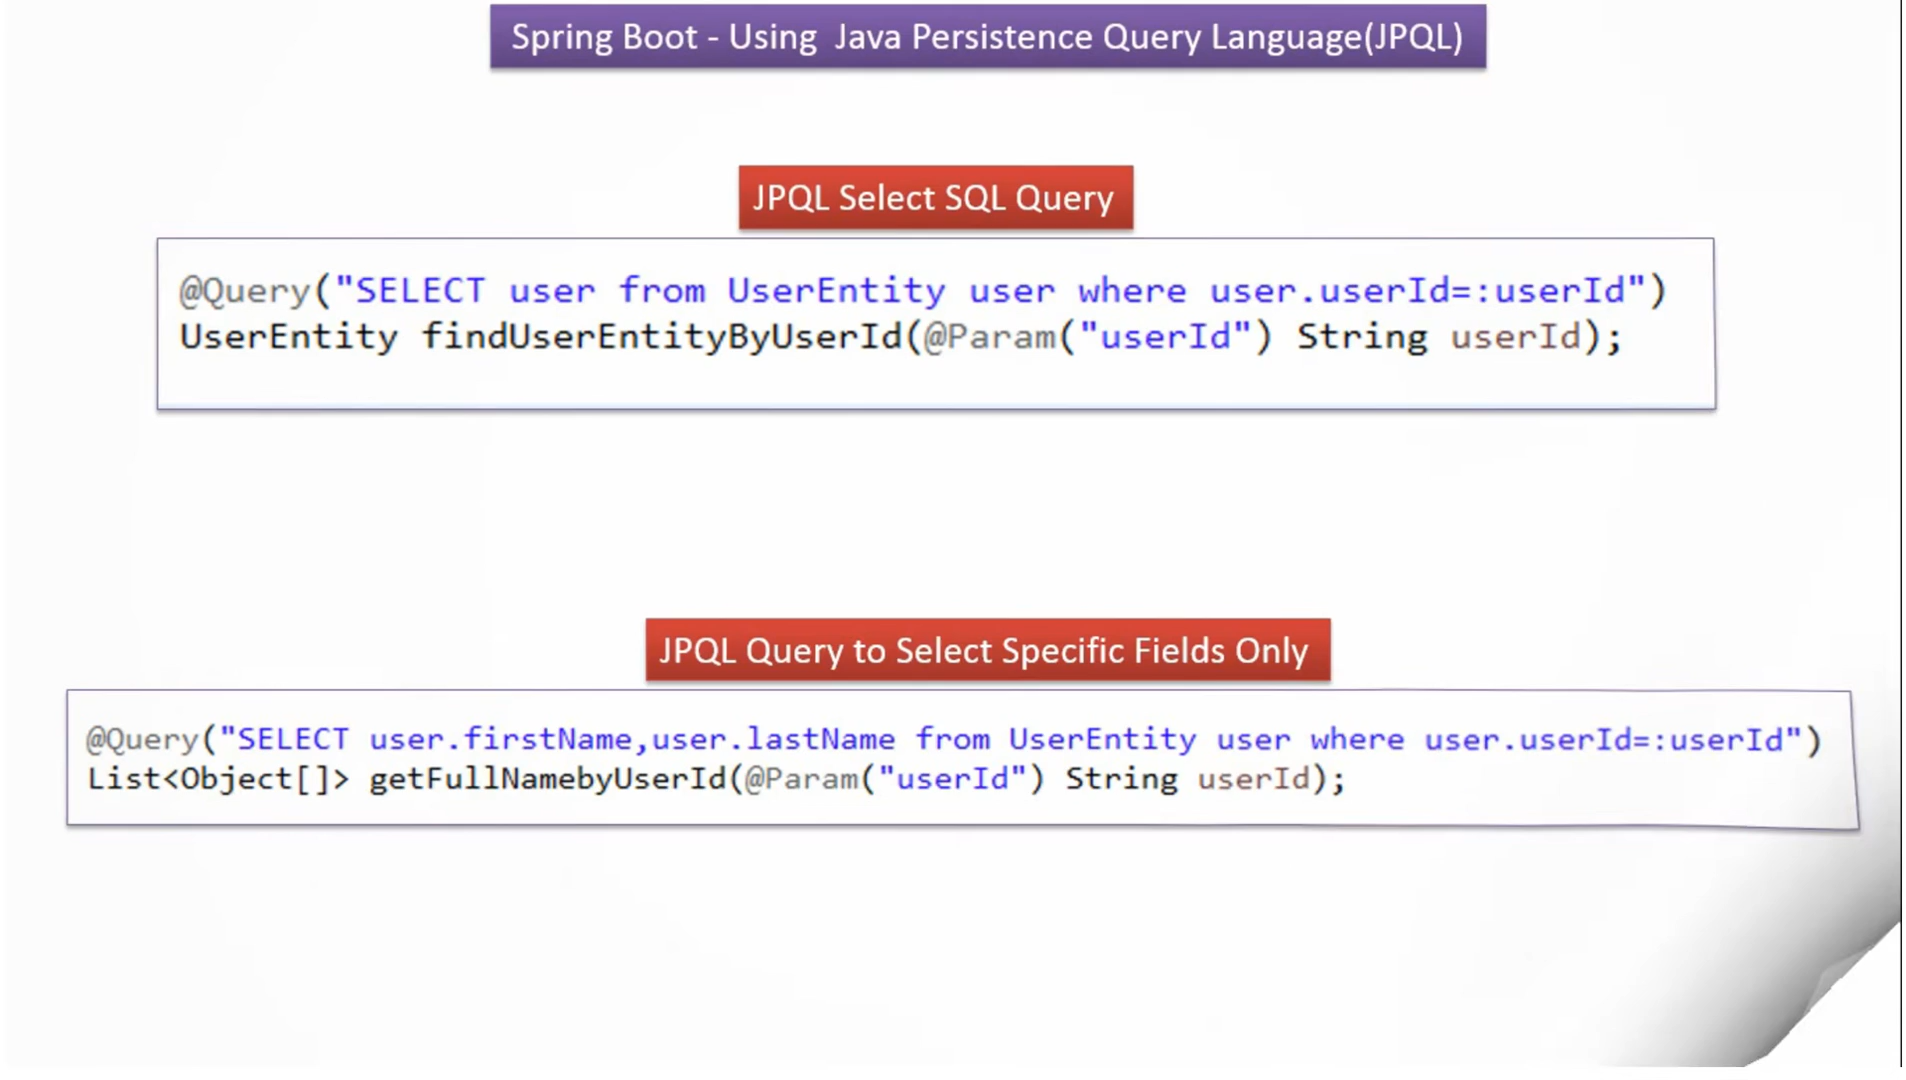 Spring Boot - Using  Java Persistence Query Language(JPQL)
JPQL Select SQL Query
@Query("SELECT user from UserEntity user where user.userId=:userId")
UserEntity findUserEntityByUserId(@Param("userId") String userId);
JPQL Query to Select Specific Fields Only
@Query("SELECT user.firstName,user.lastName from UserEntity user where user.userId=:userId")
List<Object[]> getFullNamebyUserId(@Param("userId") String userId);